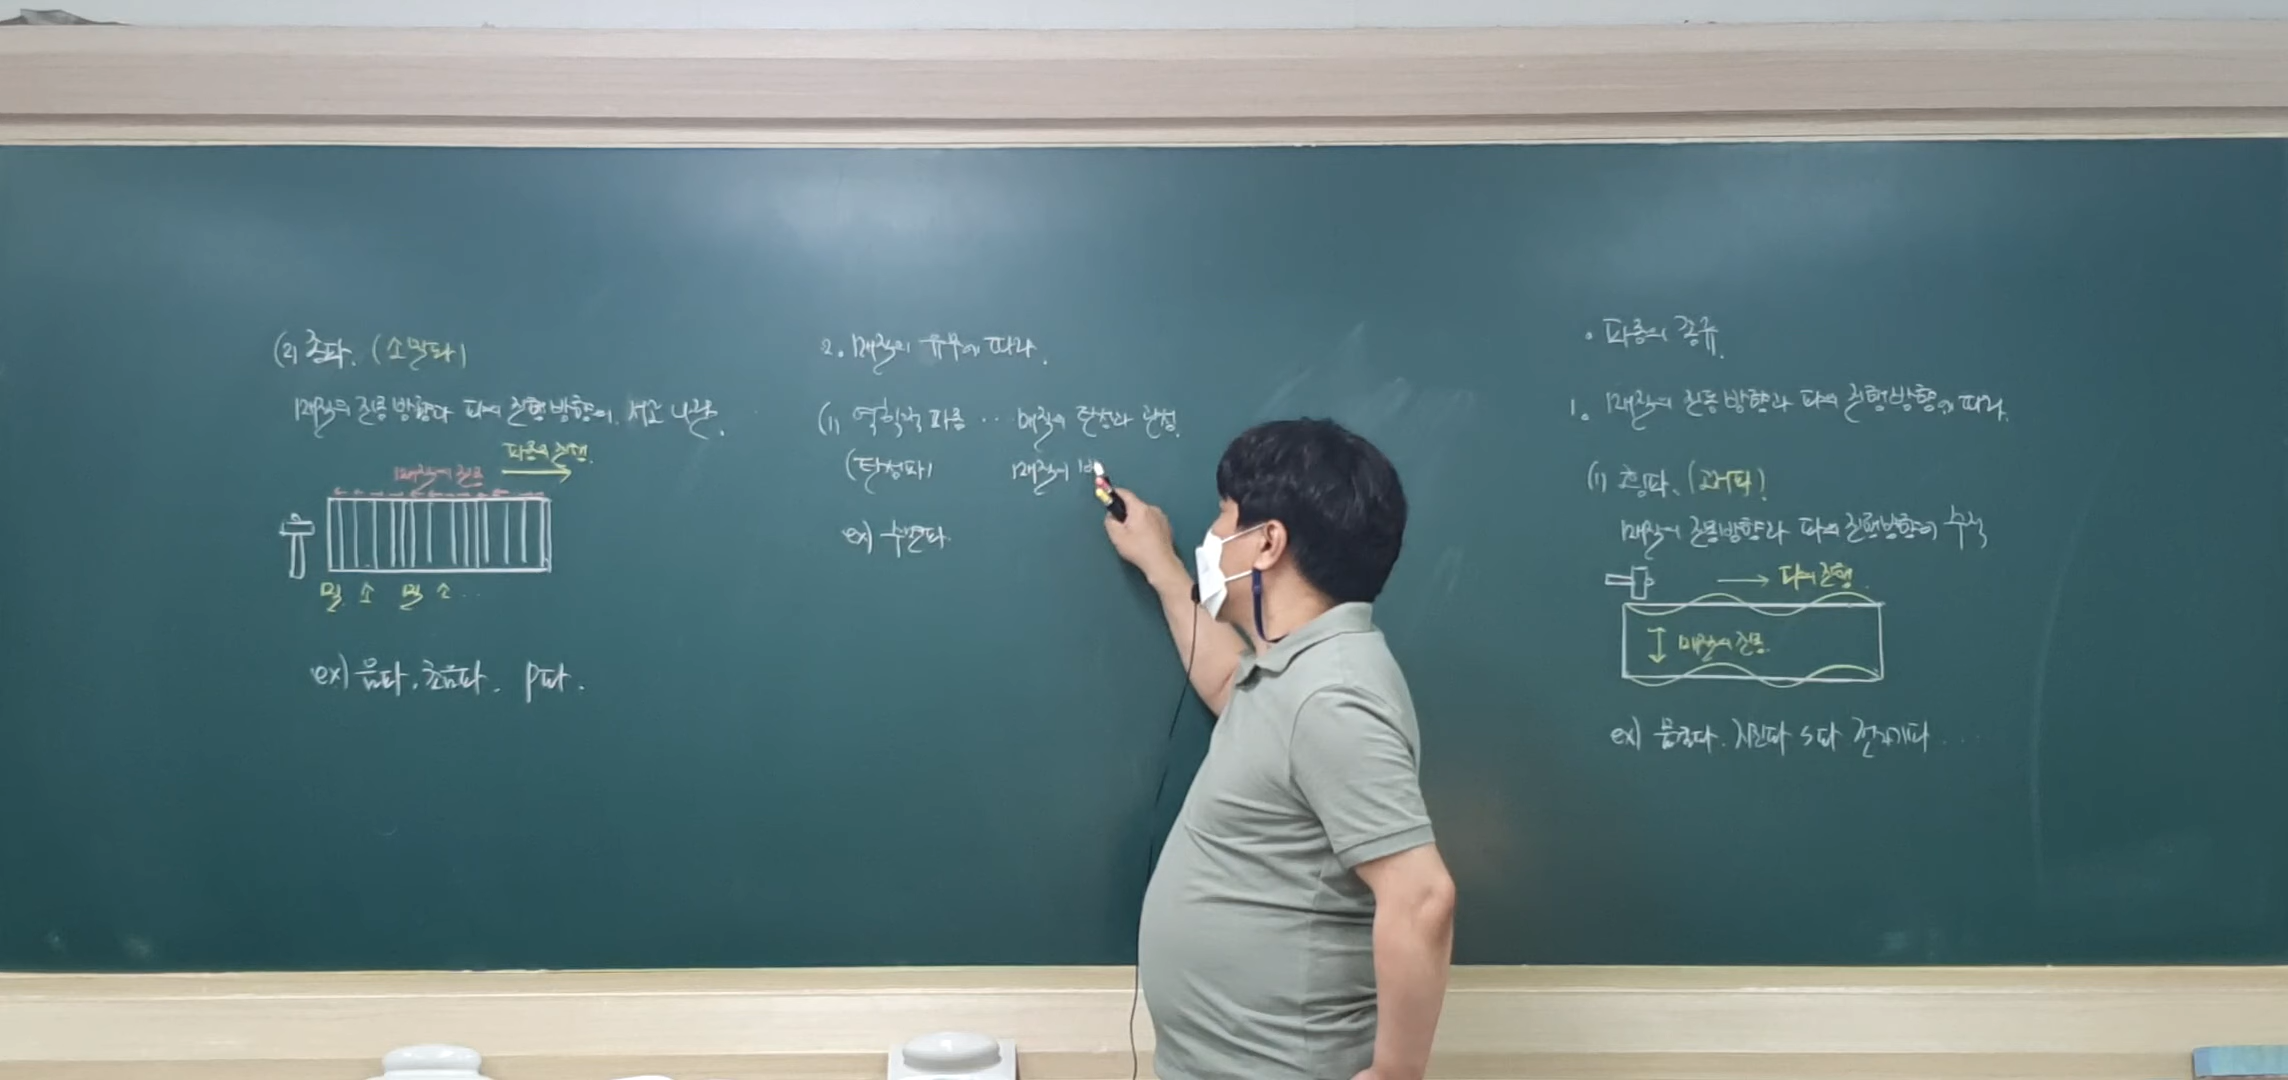 (2) 종파. (소밀파)
매질의 진동방향과 파의 진행방향이 서로 나란.
파동의 진행.
매질의 진동
밀 소 밀 소 ..
ex) 음파. 초음파. P파.
2. 매질의 유무에 따라.
(1) 역학적 파동 ... 매질의 탄성과 관성.
(탄성파) 매질이
ex) 수면파.
· 파동의 종류.
1. 매질의 진동방향과 파의 진행방향에 따라.
(1) 횡파. (고저파)
매질의 진동방향과 파의 진행방향이 수직
파의 진행.
매질의 진동.
ex) 물결파. 지진파 S파 전자기파 ...